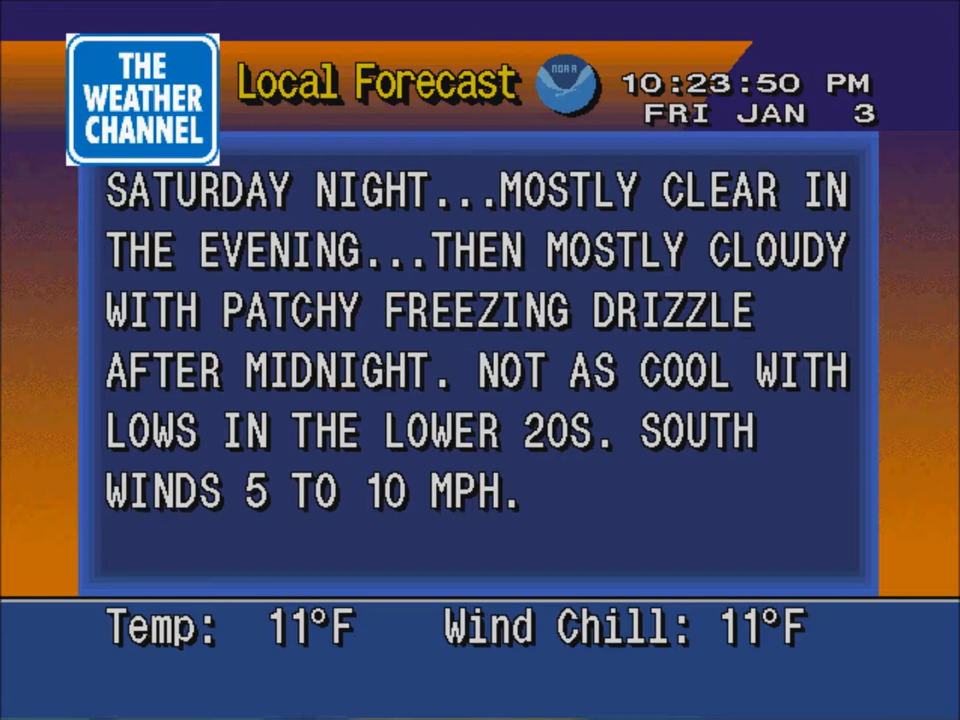 THE
WEATHER
CHANNEL
Local Forecast
NOAA
10:23:50 PM
FRI JAN 3
SATURDAY NIGHT...MOSTLY CLEAR IN
THE EVENING...THEN MOSTLY CLOUDY
WITH PATCHY FREEZING DRIZZLE
AFTER MIDNIGHT. NOT AS COOL WITH
LOWS IN THE LOWER 20S. SOUTH
WINDS 5 TO 10 MPH.
Temp: 11°F Wind Chill: 11°F